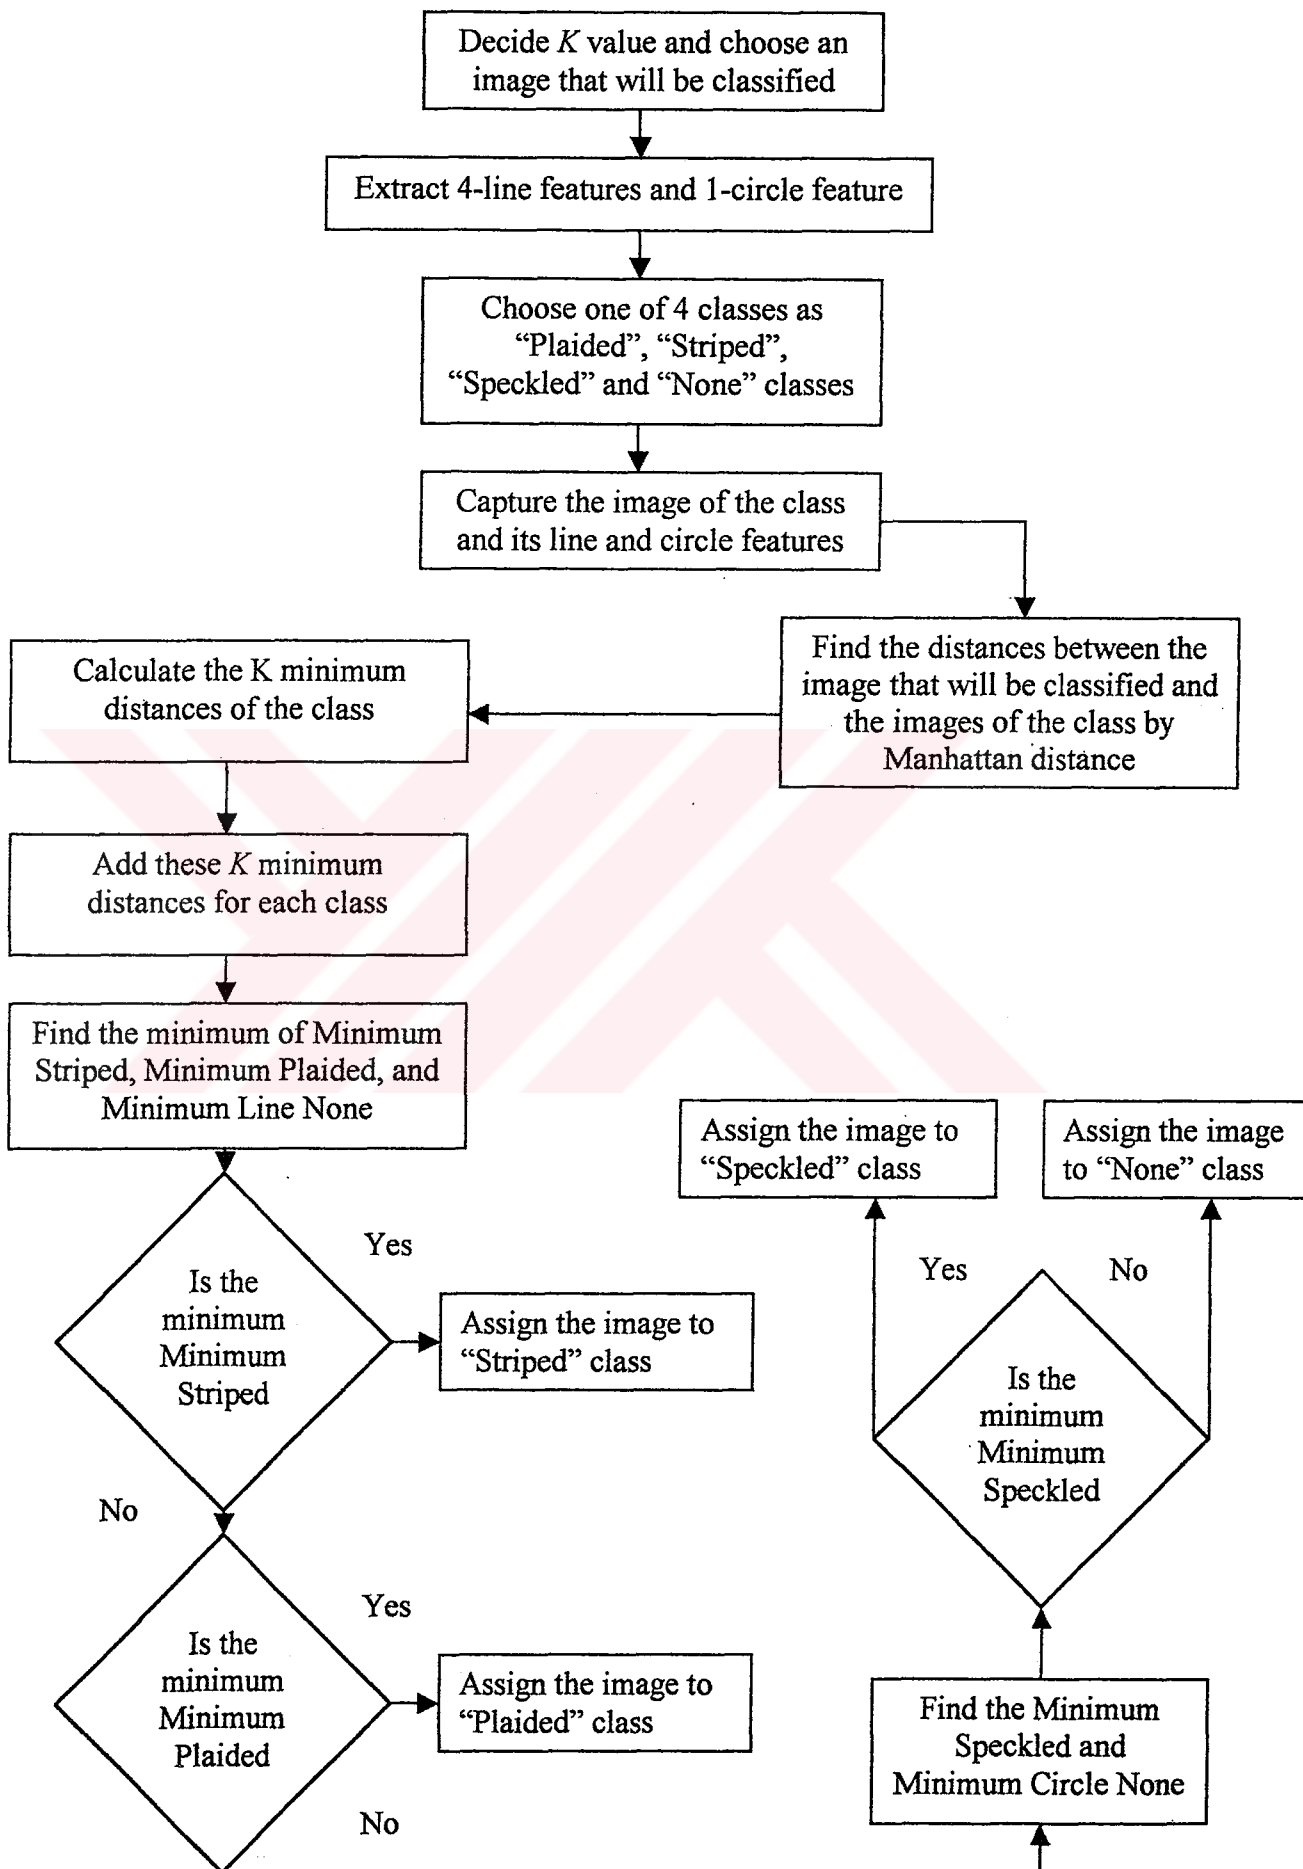 Decide K value and choose an
image that will be classified
Extract 4-line features and 1-circle feature
Choose one of 4 classes as
“Plaided”, “Striped”,
“Speckled” and “None” classes
Capture the image of the class
and its line and circle features
Find the distances between the
image that will be classified and
the images of the class by
Manhattan distance
Calculate the K minimum
distances of the class
Add these K minimum
distances for each class
Find the minimum of Minimum
Striped, Minimum Plaided, and
Minimum Line None
Is the
minimum
Minimum
Striped
Yes
Assign the image to
“Striped” class
No
Is the
minimum
Minimum
Plaided
Yes
Assign the image to
“Plaided” class
No
Find the Minimum
Speckled and
Minimum Circle None
Is the
minimum
Minimum
Speckled
Yes
No
Assign the image to
“Speckled” class
Assign the image
to “None” class